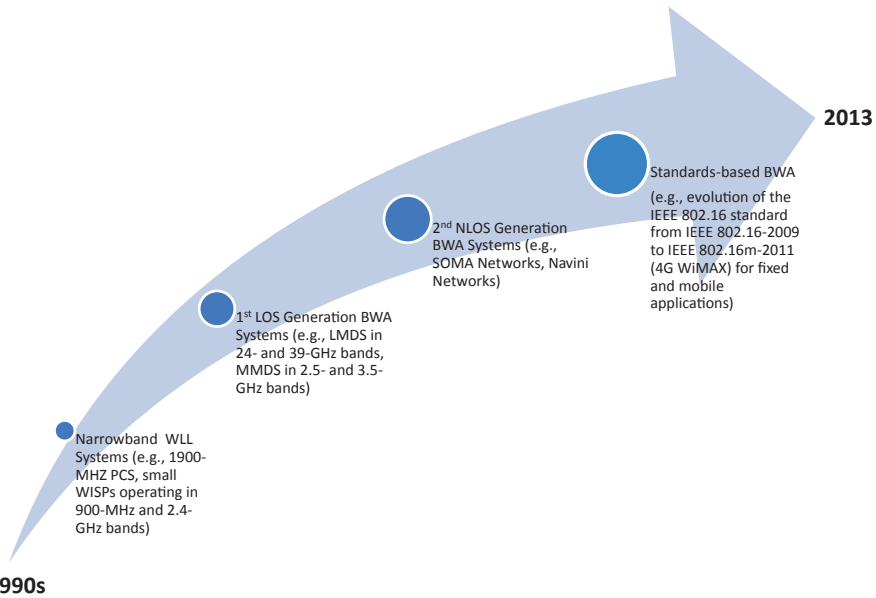 2013
Standards-based BWA
(e.g., evolution of the
IEEE 802.16 standard
from IEEE 802.16-2009
to IEEE 802.16m-2011
(4G WiMAX) for fixed
and mobile
applications)
2nd NLOS Generation
BWA Systems (e.g.,
SOMA Networks, Navini
Networks)
1st LOS Generation BWA
Systems (e.g., LMDS in
24- and 39-GHz bands,
MMDS in 2.5- and 3.5-
GHz bands)
Narrowband WLL
Systems (e.g., 1900-
MHZ PCS, small
WISPs operating in
900-MHz and 2.4-
GHz bands)
990s